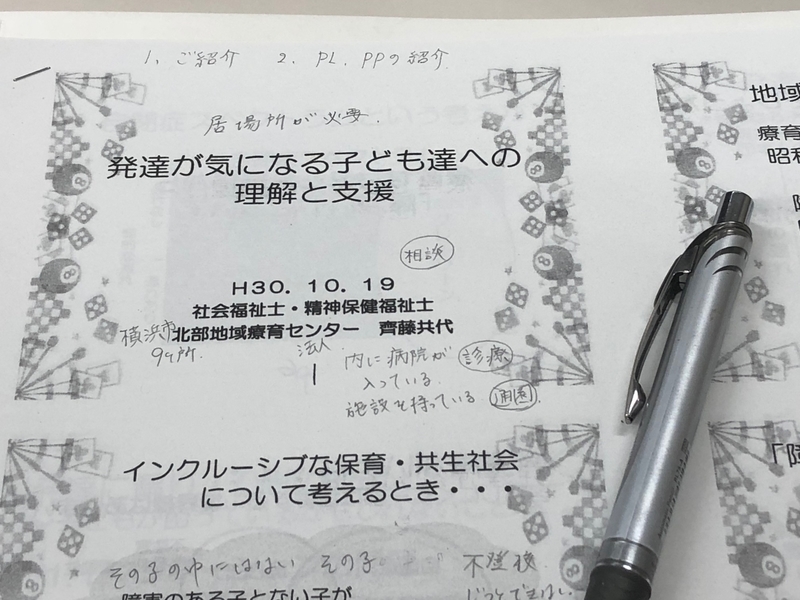 1、ご紹介 2. PL、PPの紹介
居場所が必要.
発達が気になる子ども達への
理解と支援
相談
H30.10.19
社会福祉士・精神保健福祉士
北部地域療育センター 齊藤共代
横浜市
9ヶ所.
法人
内に病院が 診療
入っている.
施設を持っている 通園
インクルーシブな保育・共生社会
について考えるとき・・・
その子の中にはない その子
不登校
障害のある子とない子が
地域
療育
昭和
「障
8
8
8
8